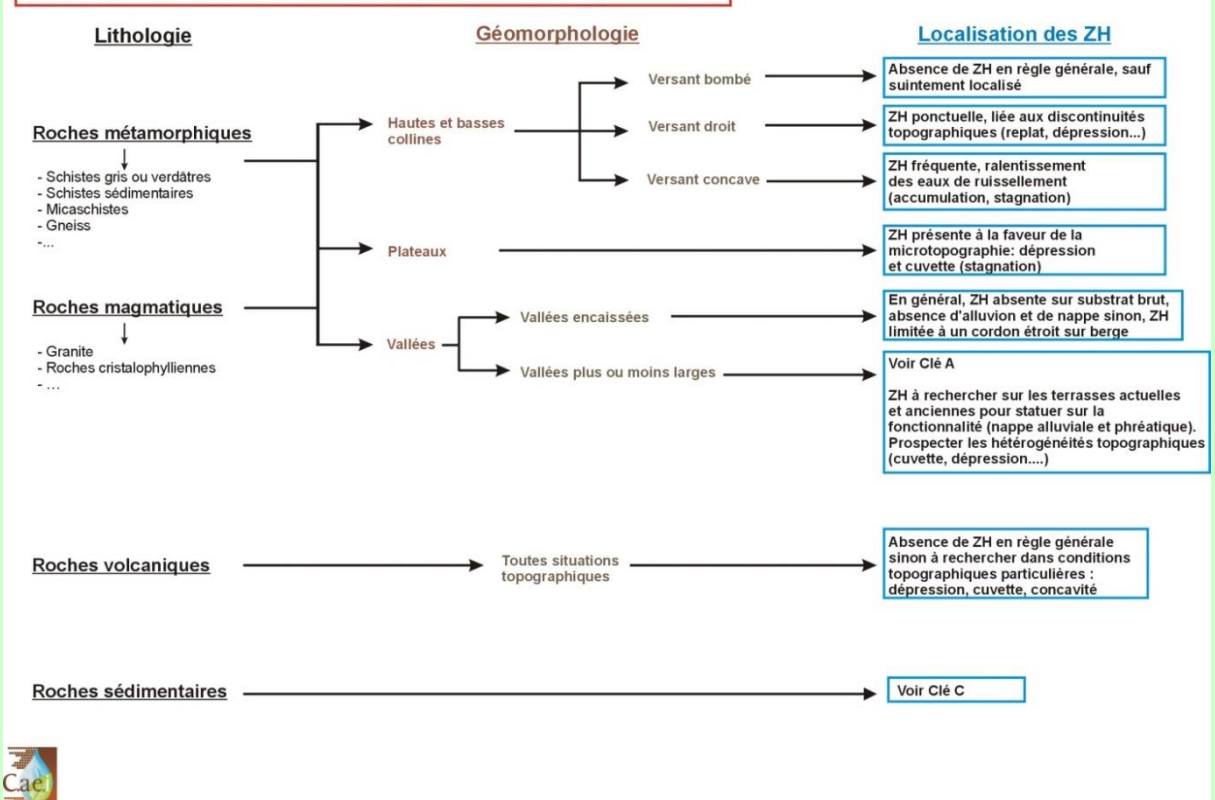 Lithologie
Géomorphologie
Localisation des ZH
Roches métamorphiques
- Schistes gris ou verdâtres
- Schistes sédimentaires
- Micaschistes
- Gneiss
-...
Roches magmatiques
- Granite
- Roches cristalophylliennes
- ...
Hautes et basses
collines
Versant bombé
Absence de ZH en règle générale, sauf
suintement localisé
Versant droit
ZH ponctuelle, liée aux discontinuités
topographiques (replat, dépression...)
Versant concave
ZH fréquente, ralentissement
des eaux de ruissellement
(accumulation, stagnation)
Plateaux
ZH présente à la faveur de la
microtopographie: dépression
et cuvette (stagnation)
Vallées
Vallées encaissées
En général, ZH absente sur substrat brut,
absence d'alluvion et de nappe sinon, ZH
limitée à un cordon étroit sur berge
Vallées plus ou moins larges
Voir Clé A
ZH à rechercher sur les terrasses actuelles
et anciennes pour statuer sur la
fonctionnalité (nappe alluviale et phréatique).
Prospecter les hétérogénéités topographiques
(cuvette, dépression....)
Roches volcaniques
Toutes situations
topographiques
Absence de ZH en règle générale
sinon à rechercher dans conditions
topographiques particulières :
dépression, cuvette, concavité
Roches sédimentaires
Voir Clé C
Caei